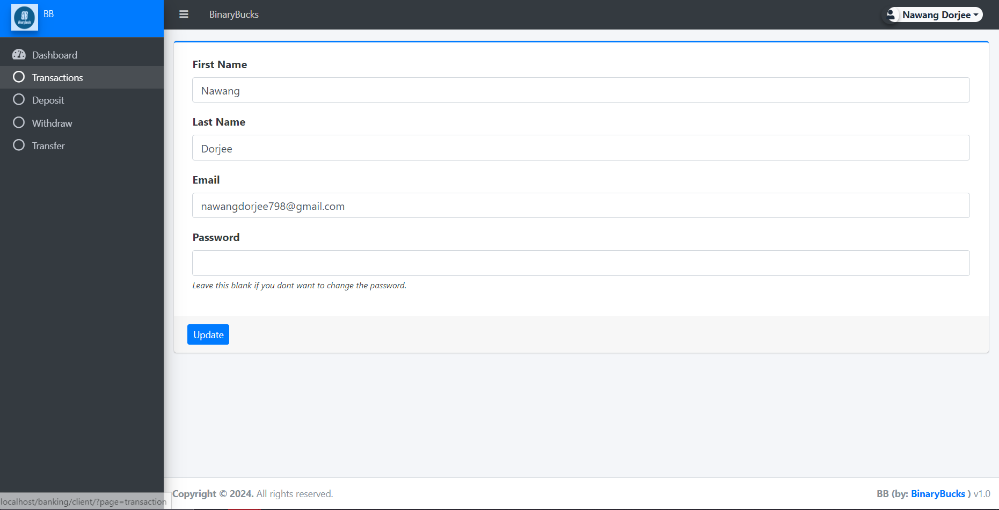 BB
BinaryBucks
Nawang Dorjee
Dashboard
Transactions
Deposit
Withdraw
Transfer
First Name
Nawang
Last Name
Dorjee
Email
nawangdorjee798@gmail.com
Password
Leave this blank if you dont want to change the password.
Update
Copyright © 2024. All rights reserved.
BB (by: BinaryBucks ) v1.0
localhost/banking/client/?page=transaction